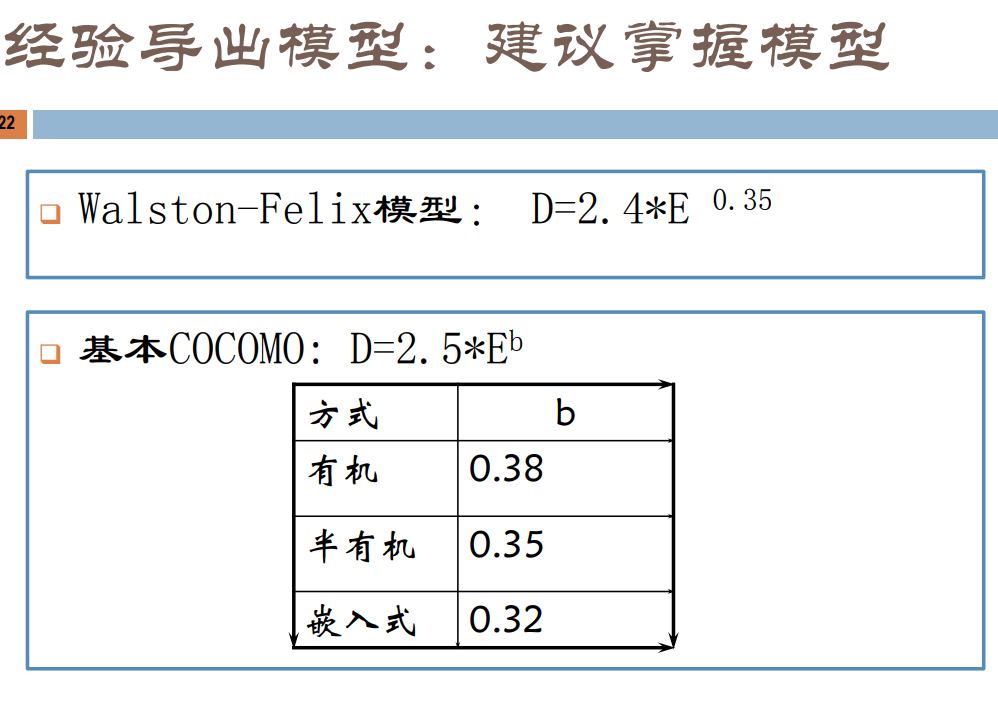 经验导出模型：建议掌握模型
22
Walston-Felix模型： D=2.4*E 0.35
基本COCOMO: D=2.5*Eb
方式 b
有机 0.38
半有机 0.35
嵌入式 0.32